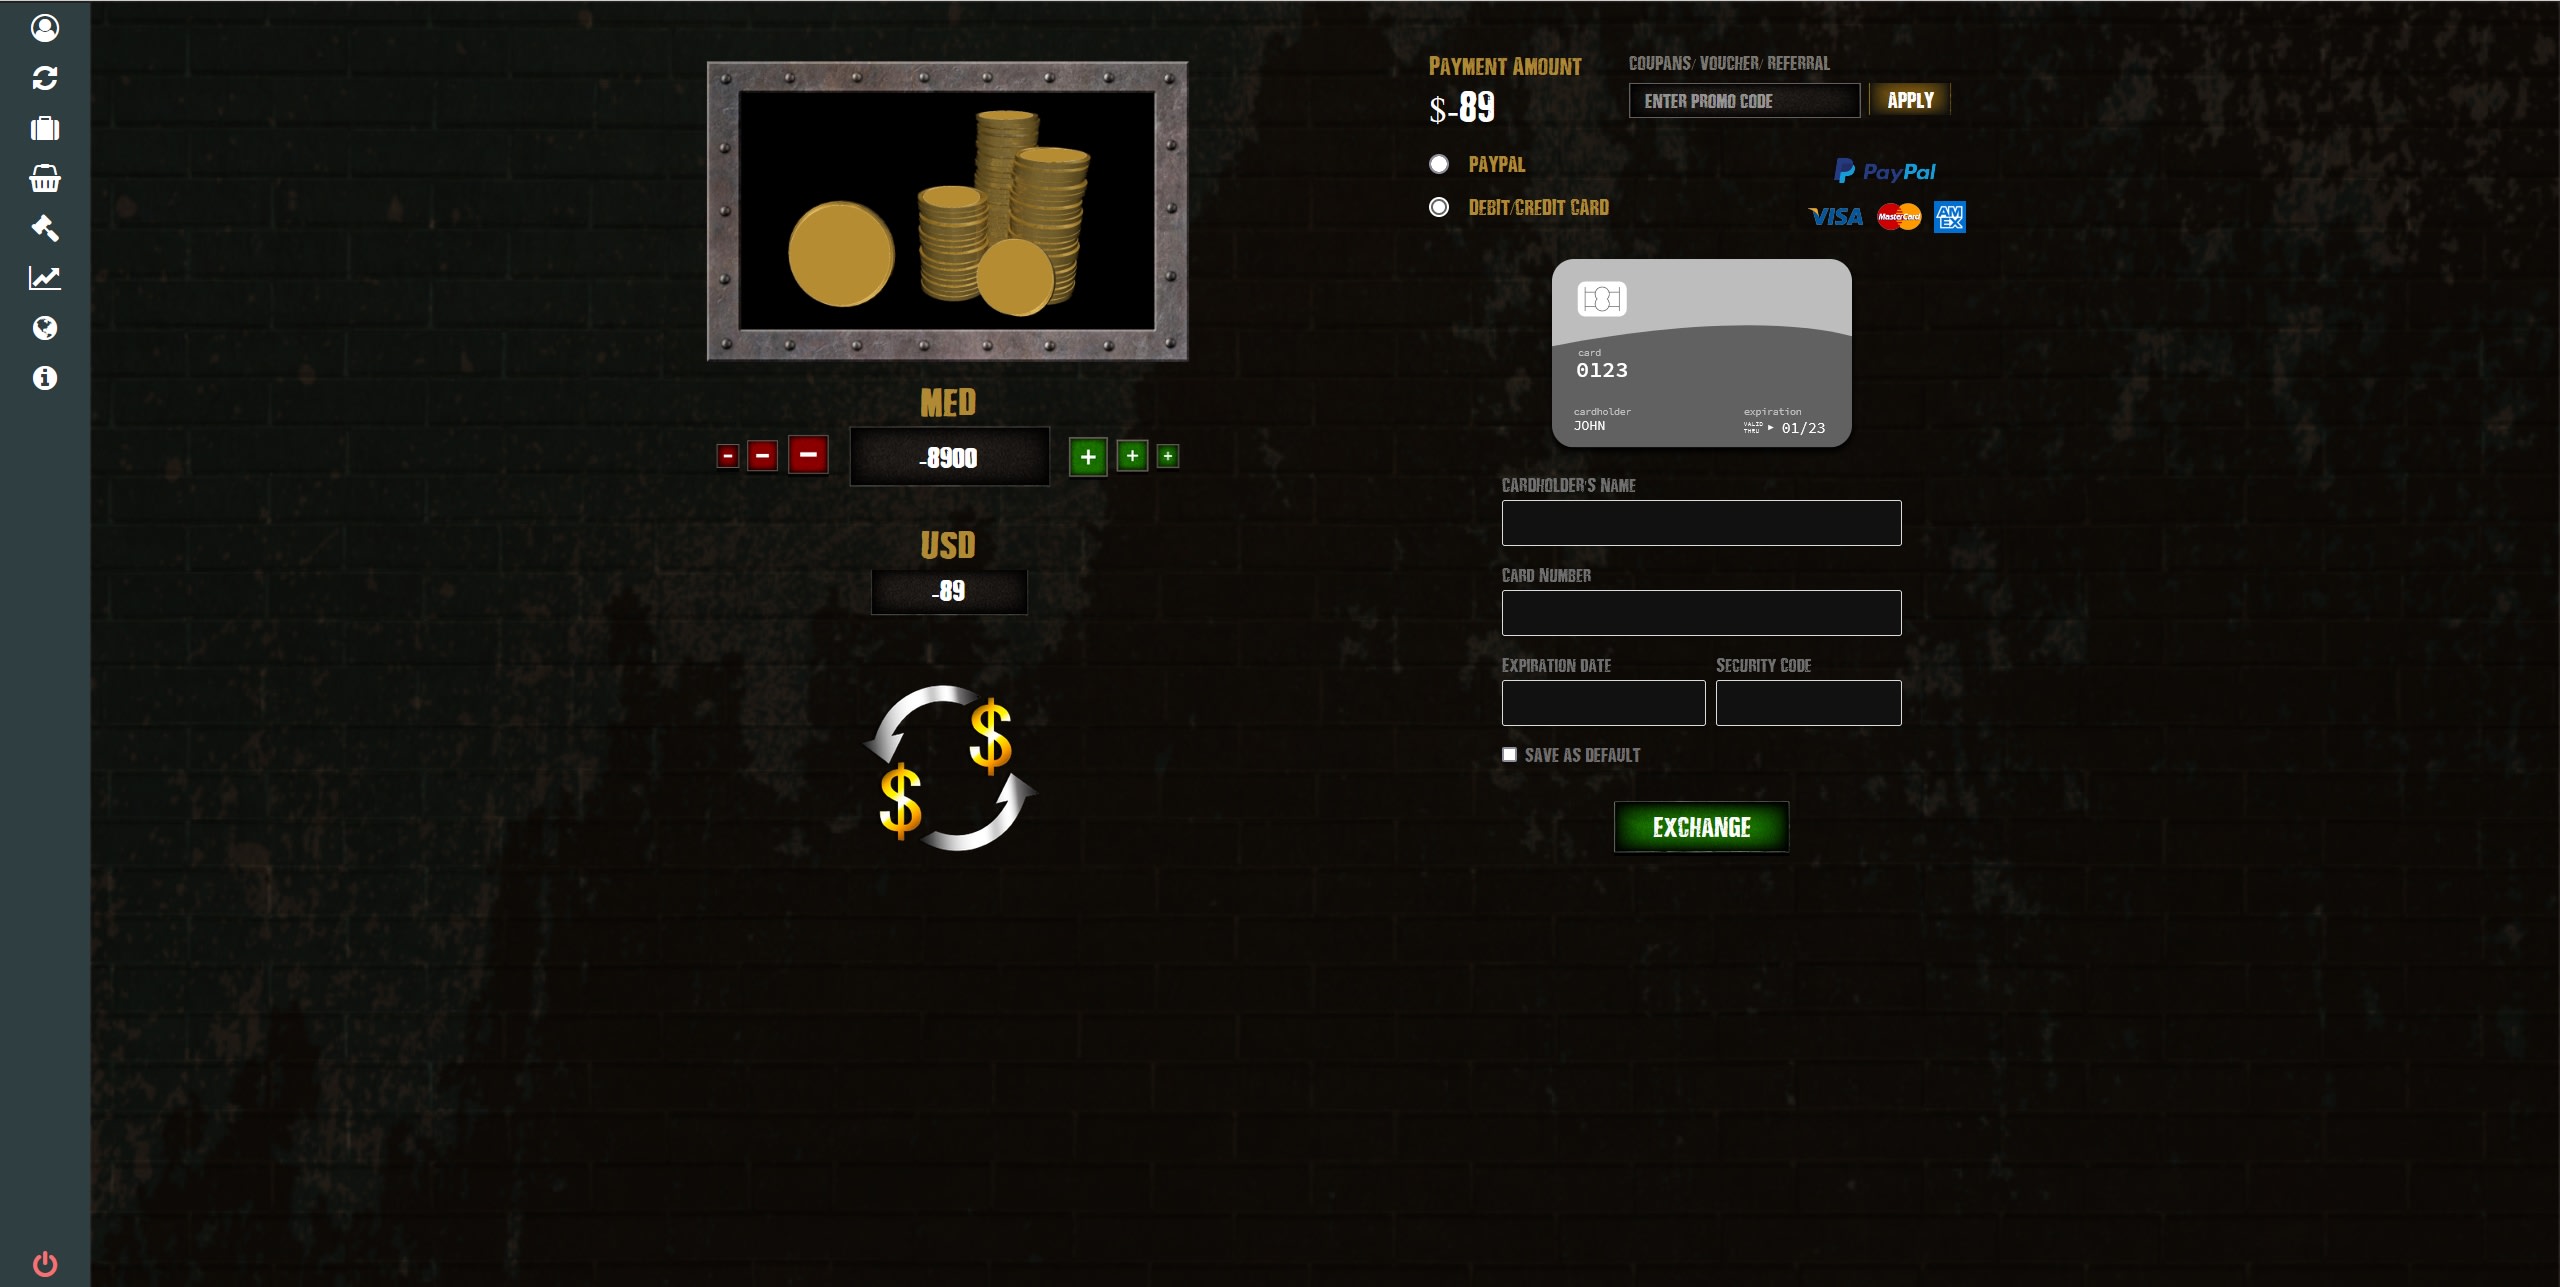 MED
-8900
USD
-89
$
$
PAYMENT AMOUNT
$-89
COUPANS/ VOUCHER/ REFERRAL
ENTER PROMO CODE
APPLY
PAYPAL
PayPal
DEBIT/CREDIT CARD
VISA
MasterCard
AM
EX
card
0123
cardholder
JOHN
expiration
VALID
THRU
01/23
CARDHOLDER'S NAME
CARD NUMBER
EXPIRATION DATE
SECURITY CODE
SAVE AS DEFAULT
EXCHANGE